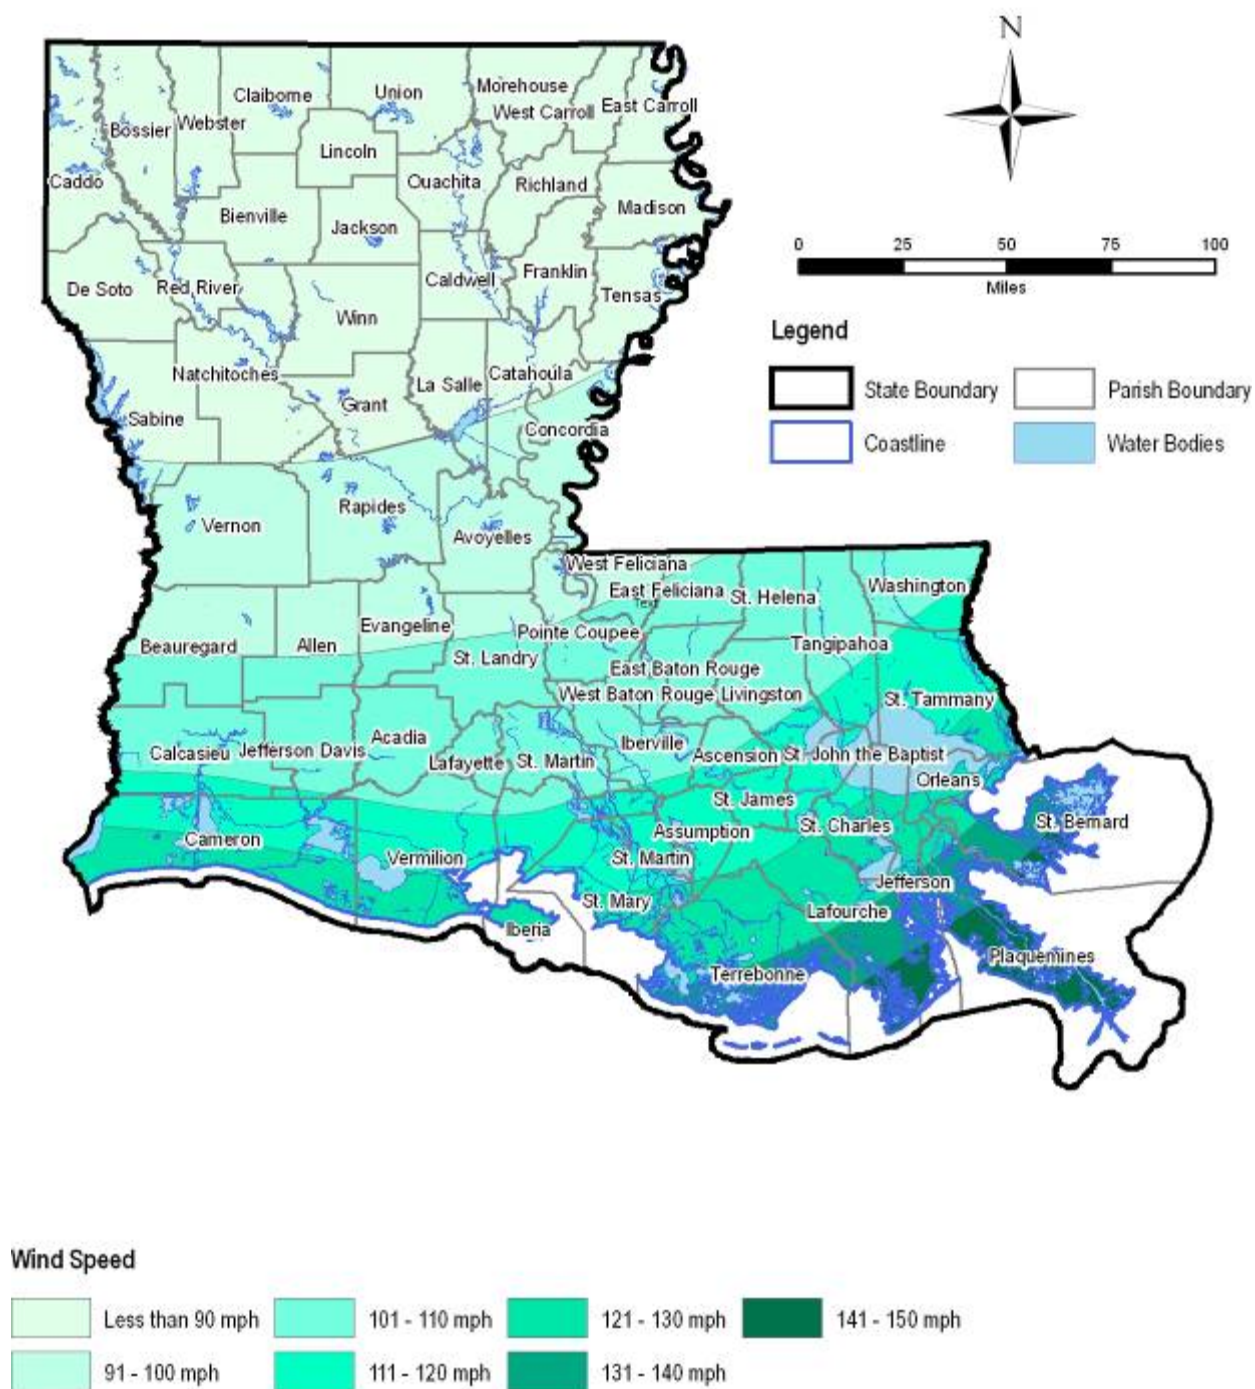 N
0 25 50 75 100
Miles
Legend
State Boundary
Parish Boundary
Coastline
Water Bodies
Morehouse
Union
Claiborne
West Carroll
East Carroll
Webster
Bossier
Lincoln
Caddo
Ouachita
Richland
Madison
Bienville
Jackson
De Soto
Red River
Caldwell
Franklin
Tensas
Winn
Natchitoches
La Salle
Catahoula
Sabine
Grant
Concordia
Vernon
Rapides
Avoyelles
West Feliciana
East Feliciana
Text
St. Helena
Washington
Beauregard
Allen
Evangeline
Pointe Coupee
Tangipahoa
St. Landry
East Baton Rouge
West Baton Rouge
Livingston
St. Tammany
Calcasieu
Jefferson Davis
Acadia
Lafayette
St. Martin
Iberville
Ascension
St. John the Baptist
Orleans
St. James
Cameron
Vermilion
Assumption
St. Charles
St. Bernard
St. Martin
St. Mary
Jefferson
Iberia
Lafourche
Terrebonne
Plaquemines
Wind Speed
Less than 90 mph
101 - 110 mph
121 - 130 mph
141 - 150 mph
91 - 100 mph
111 - 120 mph
131 - 140 mph